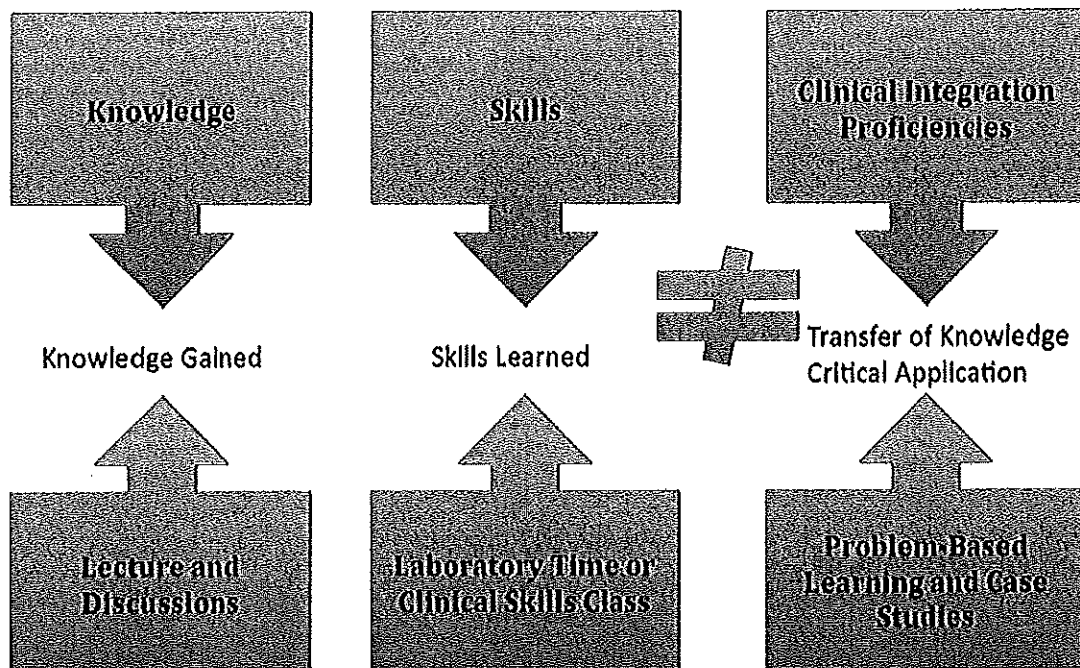 Knowledge
Skills
Clinical Integration
Proficiencies
Knowledge Gained
Skills Learned
≠
Transfer of Knowledge
Critical Application
Lecture and
Discussions
Laboratory Time or
Clinical Skills Class
Problem-Based
Learning and Case
Studies